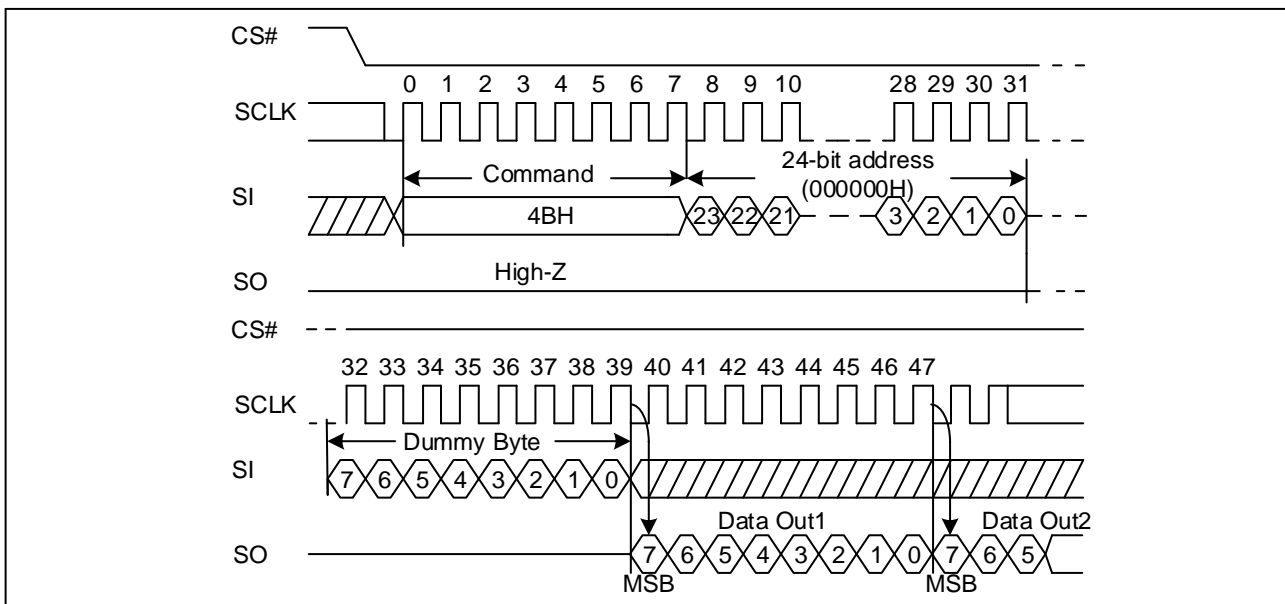 CS#
0 1 2 3 4 5 6 7 8 9 10 28 29 30 31
SCLK
Command
24-bit address
(000000H)
SI
4BH
23 22 21 3 2 1 0
High-Z
SO
CS#
32 33 34 35 36 37 38 39 40 41 42 43 44 45 46 47
SCLK
Dummy Byte
SI
7 6 5 4 3 2 1 0
Data Out1 Data Out2
SO
7 6 5 4 3 2 1 0 7 6 5
MSB MSB